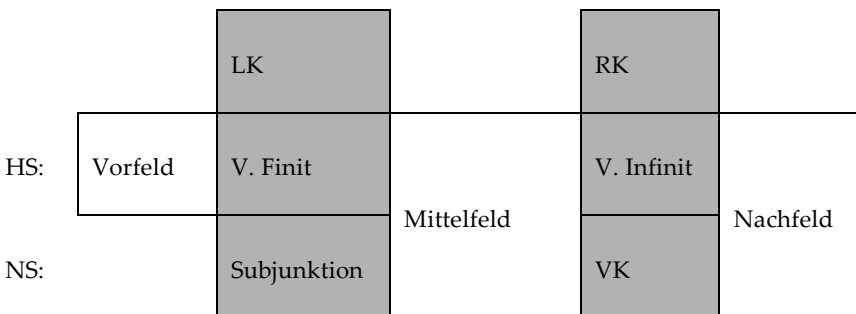 LK RK
HS: Vorfeld V. Finit V. Infinit
Mittelfeld Nachfeld
NS: Subjunktion VK